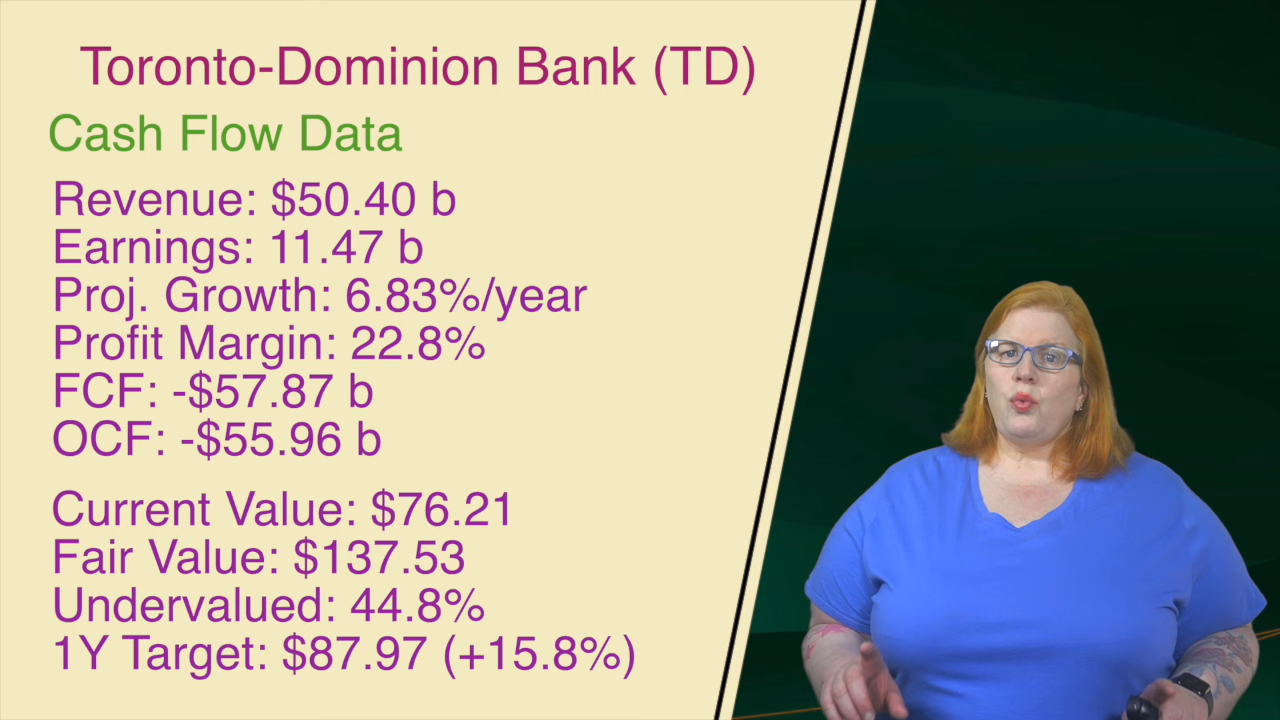 Toronto-Dominion Bank (TD)
Cash Flow Data
Revenue: $50.40 b
Earnings: 11.47 b
Proj. Growth: 6.83%/year
Profit Margin: 22.8%
FCF: -$57.87 b
OCF: -$55.96 b
Current Value: $76.21
Fair Value: $137.53
Undervalued: 44.8%
1Y Target: $87.97 (+15.8%)